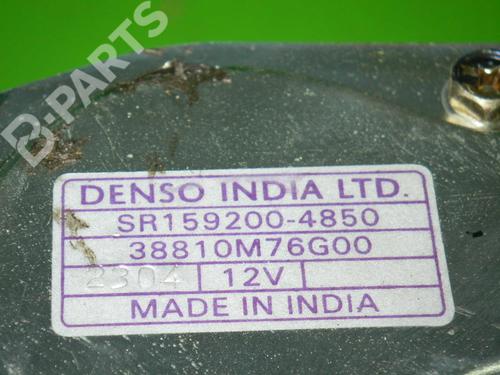 B-PARTS
DENSO INDIA LTD.
SR159200-4850
38810M76G00
2304 12V
MADE IN INDIA